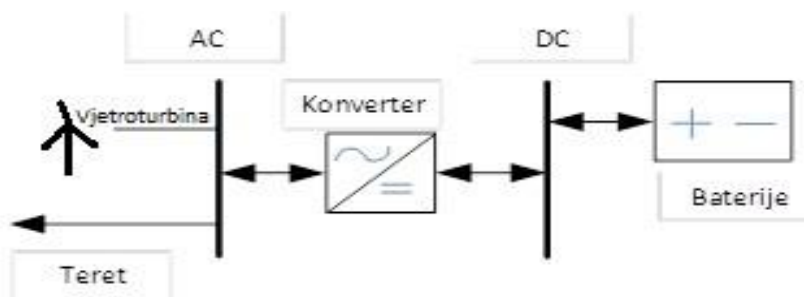 AC
DC
Vjetroturbina
Konverter
Baterije
Teret